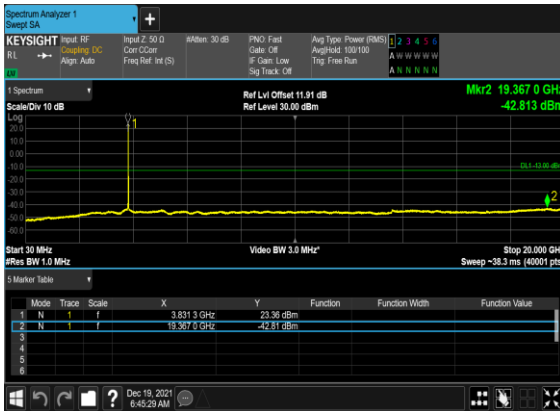 Spectrum Analyzer 1
Swept SA
+
KEYSIGHT
RL
Input: RF
Coupling: DC
Align: Auto
Input Z: 50 Ω
Corr CCorr
Freq Ref: Int (S)
#Atten: 30 dB
PNO: Fast
Gate: Off
IF Gain: Low
Sig Track: Off
Avg Type: Power (RMS)
Avg|Hold: 100/100
Trig: Free Run
1 2 3 4 5 6
A W W W W W
A N N N N N
1 Spectrum
Scale/Div 10 dB
Ref Lvl Offset 11.91 dB
Ref Level 30.00 dBm
Mkr2 19.367 0 GHz
-42.813 dBm
Log
20.0
10.0
0.00
-10.0
-20.0
-30.0
-40.0
-50.0
-60.0
1
DL1 -13.00 dBm
2
Start 30 MHz
#Res BW 1.0 MHz
Video BW 3.0 MHz*
Stop 20.000 GHz
Sweep ~38.3 ms (40001 pts)
5 Marker Table
Mode Trace Scale X Y Function Function Width Function Value
1 N 1 f 3.831 3 GHz 23.36 dBm
2 N 1 f 19.367 0 GHz -42.81 dBm
3
4
5
6
?
Dec 19, 2021
6:45:29 AM